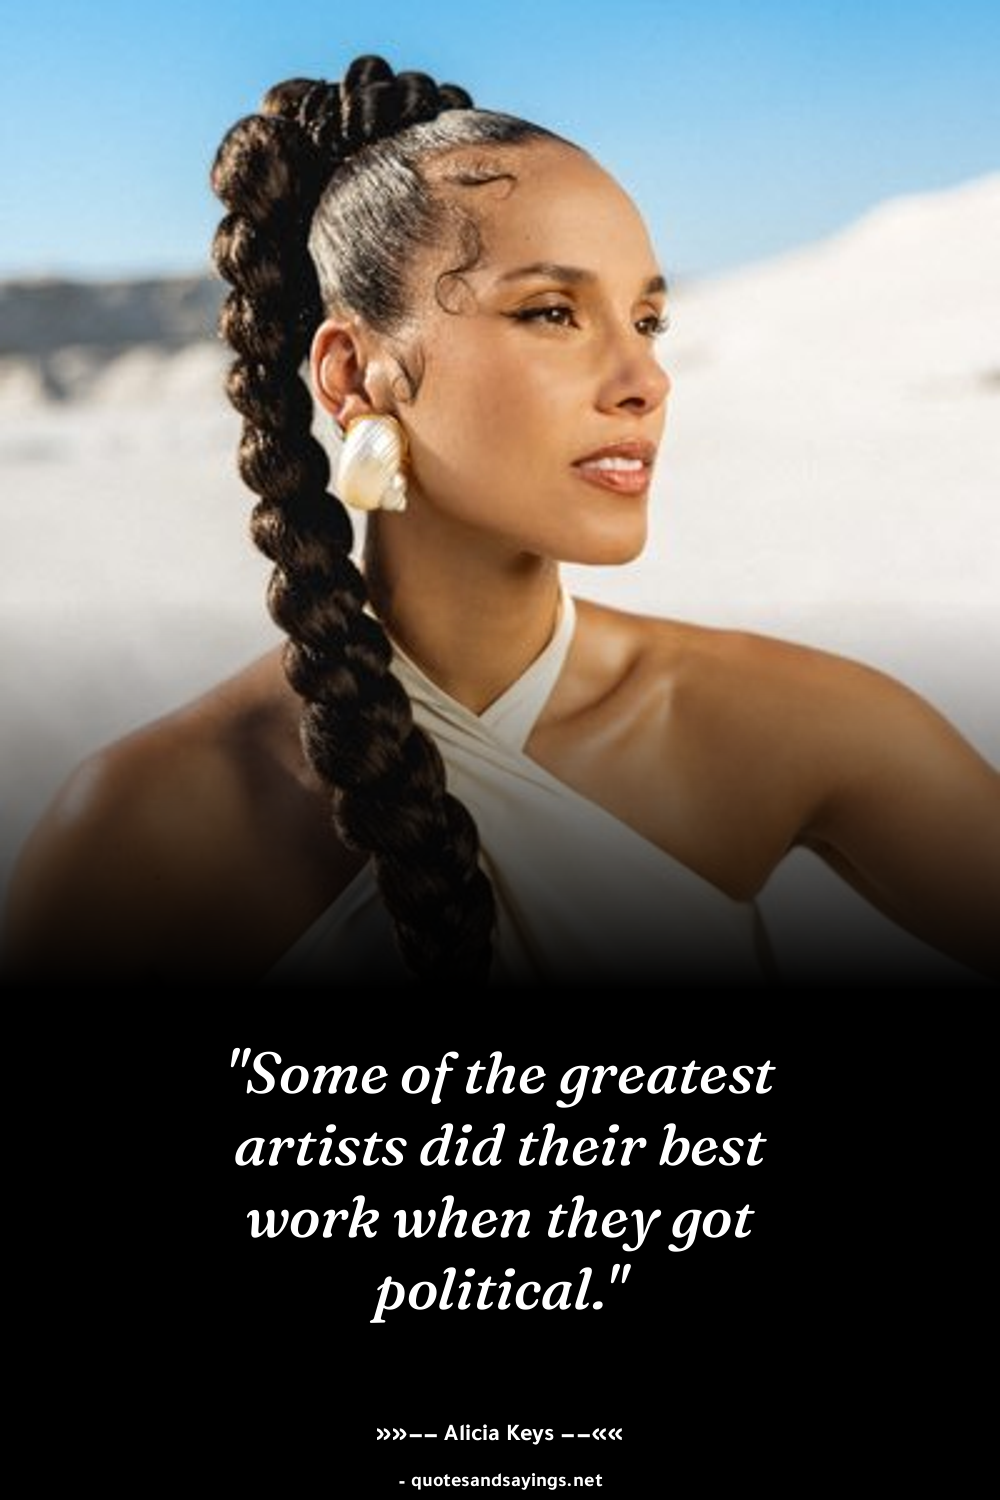 "Some of the greatest
artists did their best
work when they got
political."
»»–– Alicia Keys ––««
- quotesandsayings.net